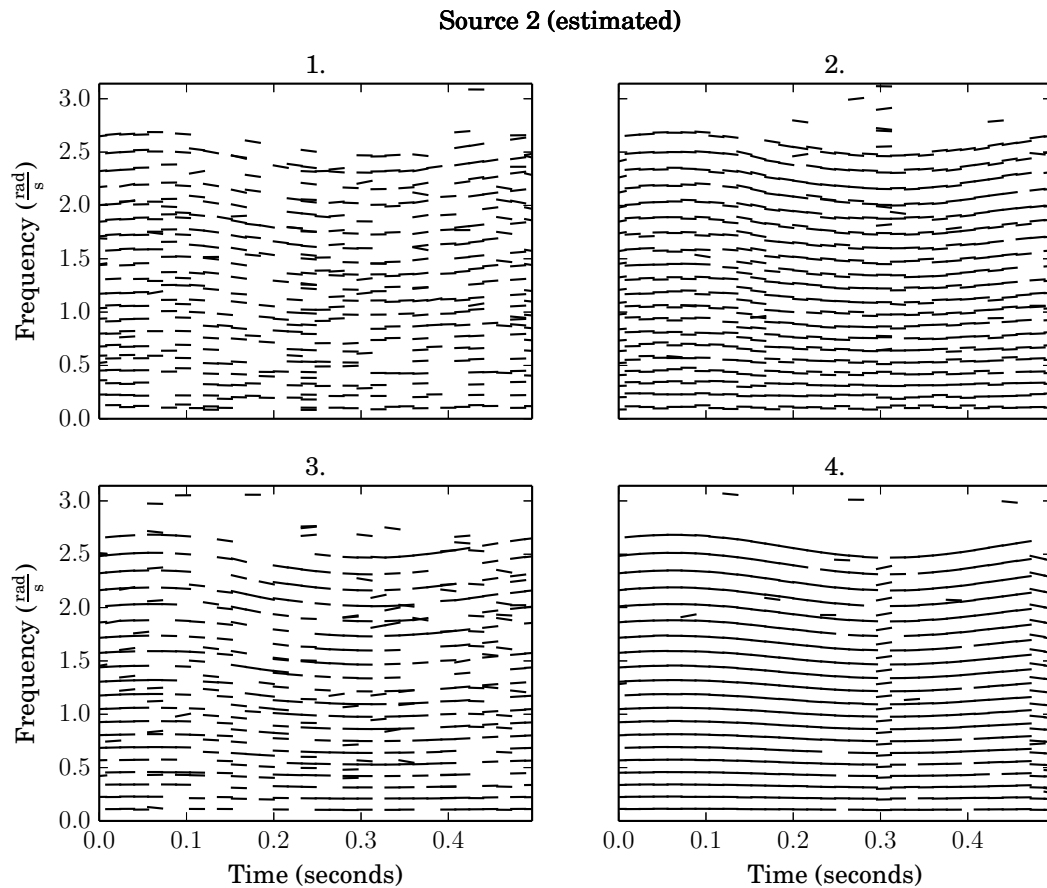 Source 2 (estimated)
1.
2.
3.0
2.5
2.0
1.5
1.0
0.5
0.0
Frequency (rad/s)
3.
4.
3.0
2.5
2.0
1.5
1.0
0.5
0.0
Frequency (rad/s)
0.0 0.1 0.2 0.3 0.4
0.0 0.1 0.2 0.3 0.4
Time (seconds)
Time (seconds)